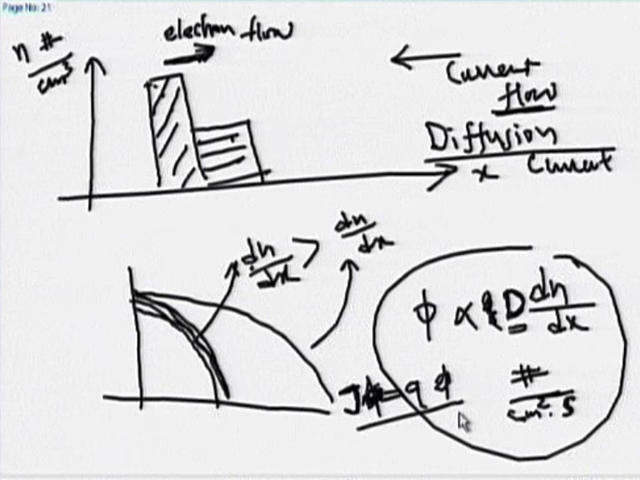 Page No: 21
n #/cm³
electron flow
Current
flow
Diffusion
x Current
dn/dx > dn/dx
ϕ ∝ D dn/dx
J = q ϕ
#/cm². s